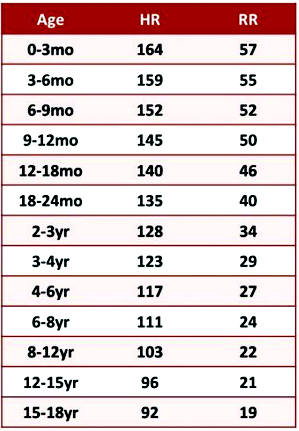 Age HR RR
0-3mo 164 57
3-6mo 159 55
6-9mo 152 52
9-12mo 145 50
12-18mo 140 46
18-24mo 135 40
2-3yr 128 34
3-4yr 123 29
4-6yr 117 27
6-8yr 111 24
8-12yr 103 22
12-15yr 96 21
15-18yr 92 19